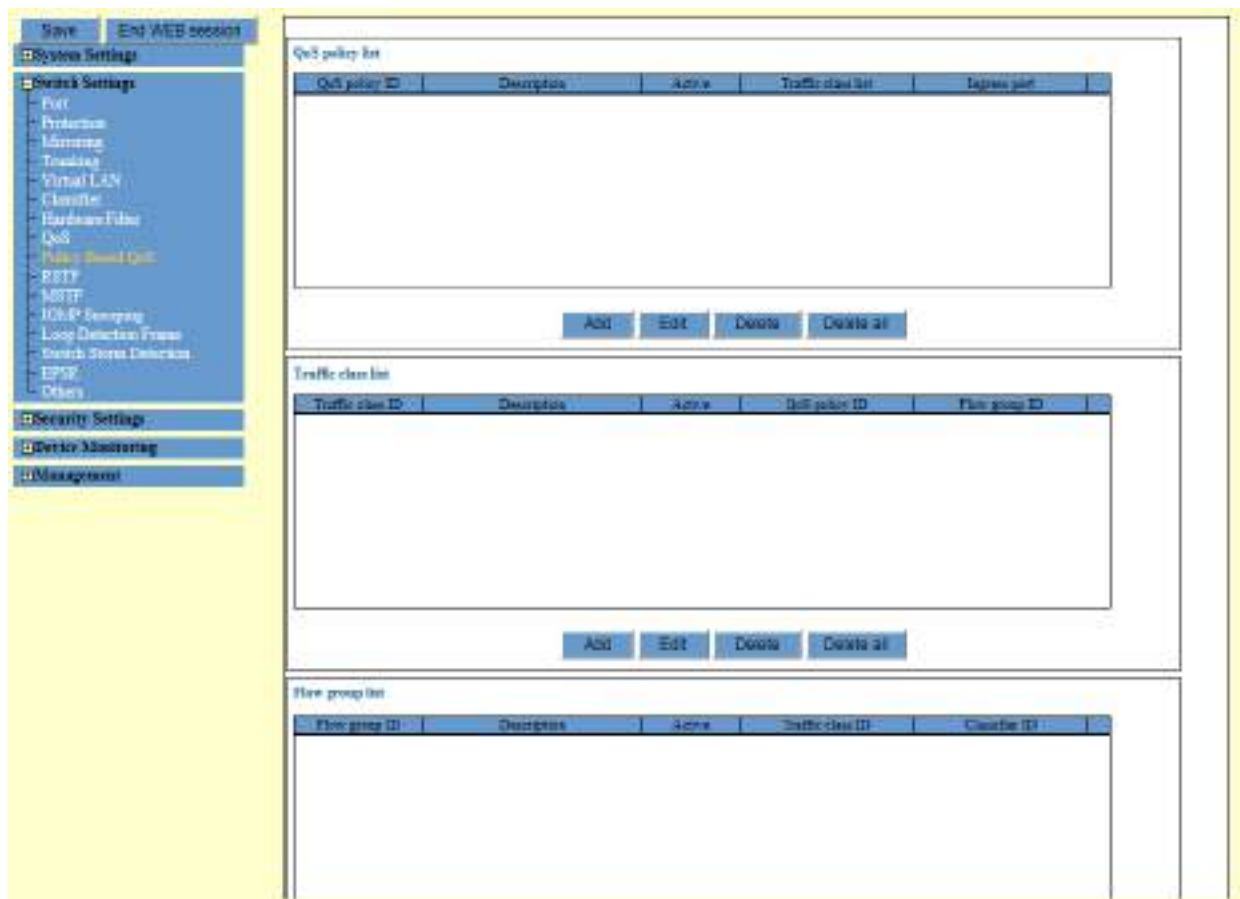 Save End WEB session
System Settings
Switch Settings
Port
Protection
Mirroring
Trunking
Virtual LAN
Classifier
Hardware Filter
QoS
Policy Based QoS
RSTP
MSTP
IGMP Snooping
Loop Detection Frame
Switch Storm Detection
EPSR
Others
Security Settings
Device Monitoring
Management
QoS policy list
QoS policy ID Description Active Traffic class list Ingress port
Add Edit Delete Delete all
Traffic class list
Traffic class ID Description Active QoS policy ID Flow group ID
Add Edit Delete Delete all
Flow group list
Flow group ID Description Active Traffic class ID Classifier ID